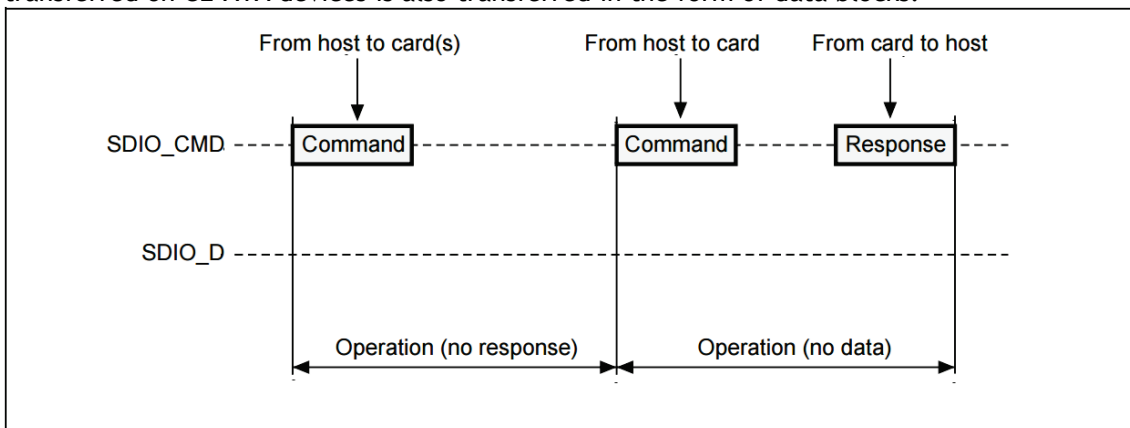 From host to card(s) From host to card From card to host
SDIO_CMD Command Command Response
SDIO_D
Operation (no response) Operation (no data)